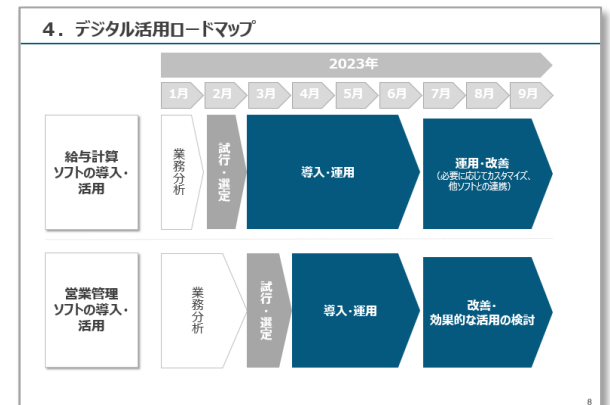 4．デジタル活用ロードマップ
2023年
1月 2月 3月 4月 5月 6月 7月 8月 9月
給与計算
ソフトの導入・
活用
業務分析
試行・選定
導入・運用
運用・改善
（必要に応じてカスタマイズ、
他ソフトとの連携）
営業管理
ソフトの導入・
活用
業務分析
試行・選定
導入・運用
改善・
効果的な活用の検討
8